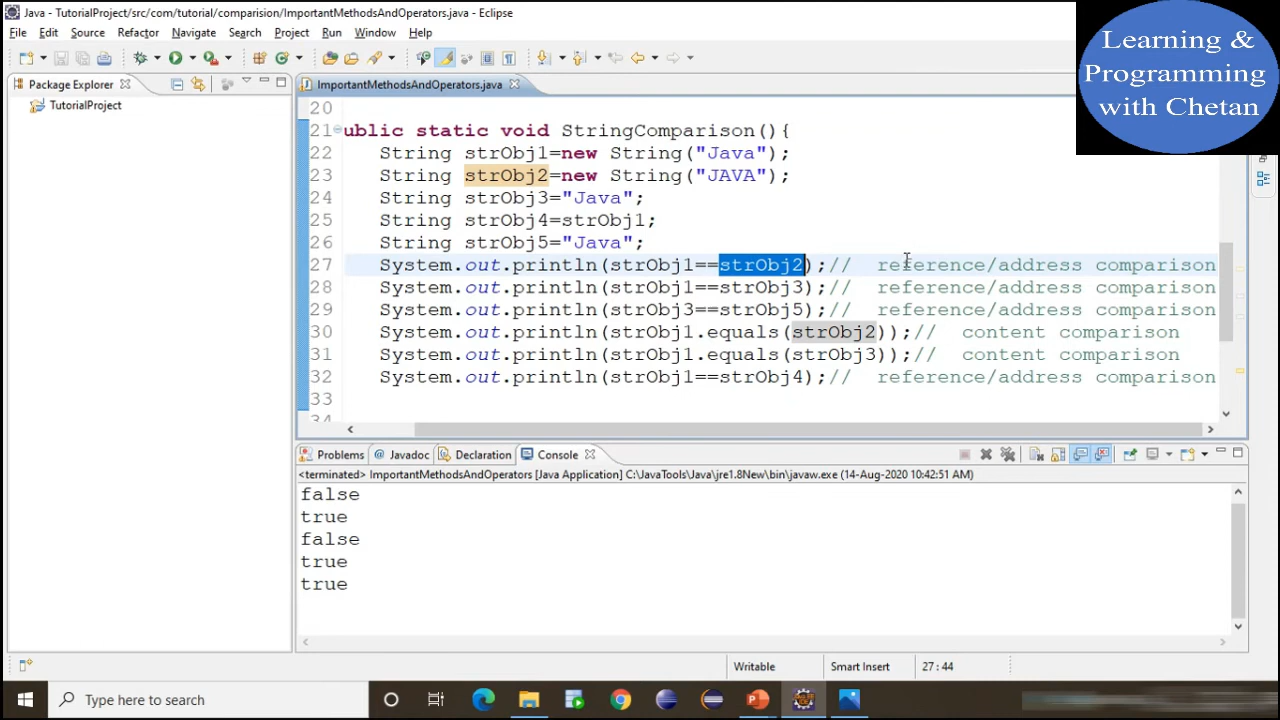 Java - TutorialProject/src/com/tutorial/comparision/ImportantMethodsAndOperators.java - Eclipse
File Edit Source Refactor Navigate Search Project Run Window Help
Learning &
Programming
with Chetan
Package Explorer
TutorialProject
ImportantMethodsAndOperators.java
20
21 ublic static void StringComparison(){
22 String strObj1=new String("Java");
23 String strObj2=new String("JAVA");
24 String strObj3="Java";
25 String strObj4=strObj1;
26 String strObj5="Java";
27 System.out.println(strObj1==strObj2);// reference/address comparison
28 System.out.println(strObj1==strObj3);// reference/address comparison
29 System.out.println(strObj3==strObj5);// reference/address comparison
30 System.out.println(strObj1.equals(strObj2));// content comparison
31 System.out.println(strObj1.equals(strObj3));// content comparison
32 System.out.println(strObj1==strObj4);// reference/address comparison
33
34
Problems @ Javadoc Declaration Console
<terminated> ImportantMethodsAndOperators [Java Application] C:\JavaTools\Java\jre1.8New\bin\javaw.exe (14-Aug-2020 10:42:51 AM)
false
true
false
true
true
Writable Smart Insert 27:44
Type here to search